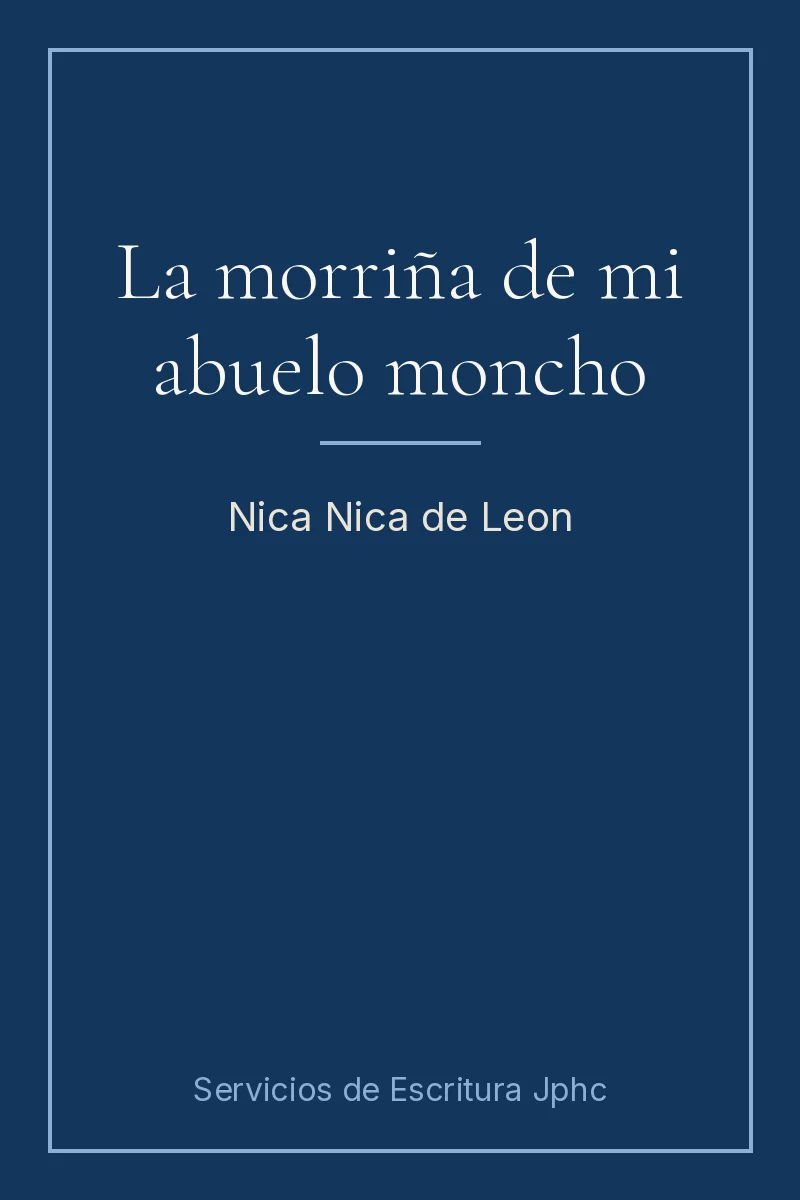 La morriña de mi
abuelo moncho
Nica Nica de Leon
Servicios de Escritura Jphc